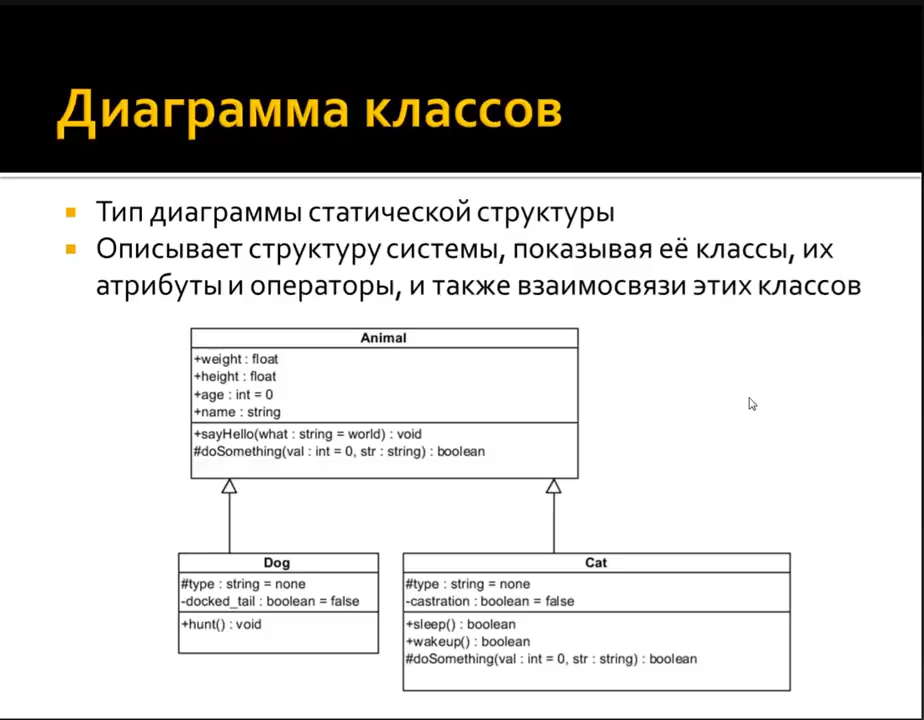 Диаграмма классов
Тип диаграммы статической структуры
Описывает структуру системы, показывая её классы, их
атрибуты и операторы, и также взаимосвязи этих классов
Animal
+weight : float
+height : float
+age : int = 0
+name : string
+sayHello(what : string = world) : void
#doSomething(val : int = 0, str : string) : boolean
Dog
#type : string = none
-docked_tail : boolean = false
+hunt() : void
Cat
#type : string = none
-castration : boolean = false
+sleep() : boolean
+wakeup() : boolean
#doSomething(val : int = 0, str : string) : boolean